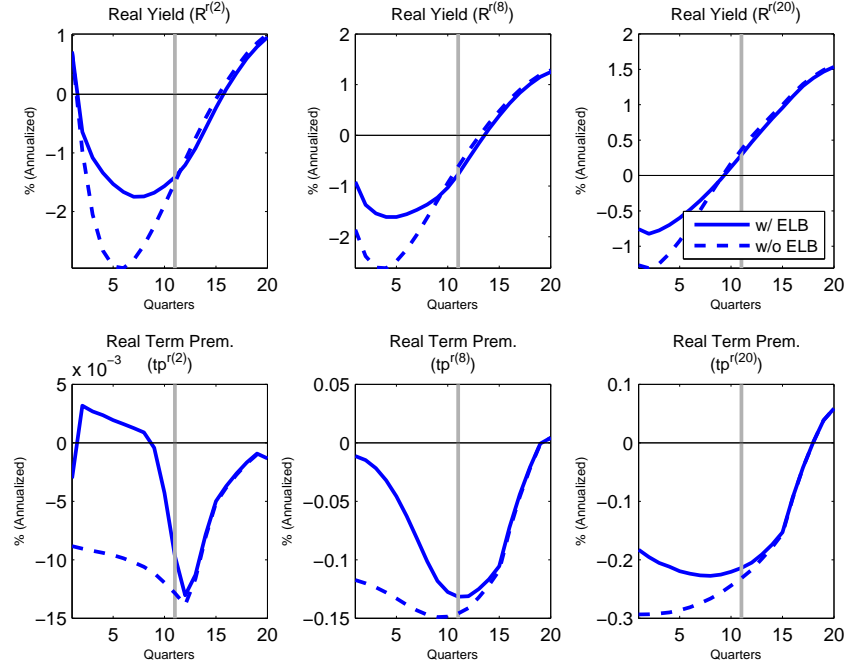 Real Yield (R^r(2))
1
0
−1
−2
% (Annualized)
5 10 15 20
Quarters
Real Yield (R^r(8))
2
1
0
−1
−2
% (Annualized)
5 10 15 20
Quarters
Real Yield (R^r(20))
2
1.5
1
0.5
0
−0.5
−1
% (Annualized)
w/ ELB
w/o ELB
5 10 15 20
Quarters
Real Term Prem.
(tp^r(2))
x 10^−3
5
0
−5
−10
−15
% (Annualized)
5 10 15 20
Quarters
Real Term Prem.
(tp^r(8))
0.05
0
−0.05
−0.1
−0.15
% (Annualized)
5 10 15 20
Quarters
Real Term Prem.
(tp^r(20))
0.1
0
−0.1
−0.2
−0.3
% (Annualized)
5 10 15 20
Quarters